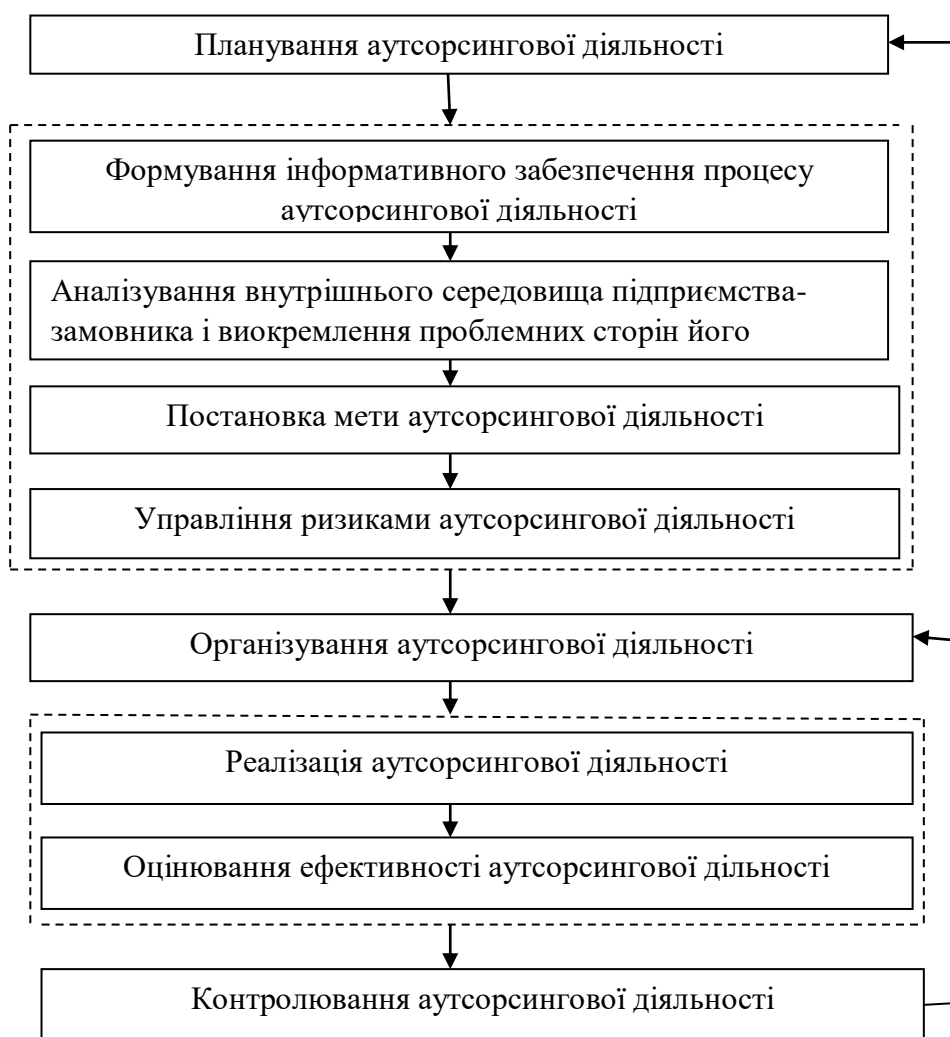 Планування аутсорсингової діяльності
Формування інформативного забезпечення процесу
аутсорсингової діяльності
Аналізування внутрішнього середовища підприємства-
замовника і виокремлення проблемних сторін його
Постановка мети аутсорсингової діяльності
Управління ризиками аутсорсингової діяльності
Організування аутсорсингової діяльності
Реалізація аутсорсингової діяльності
Оцінювання ефективності аутсорсингової дільності
Контролювання аутсорсингової діяльності